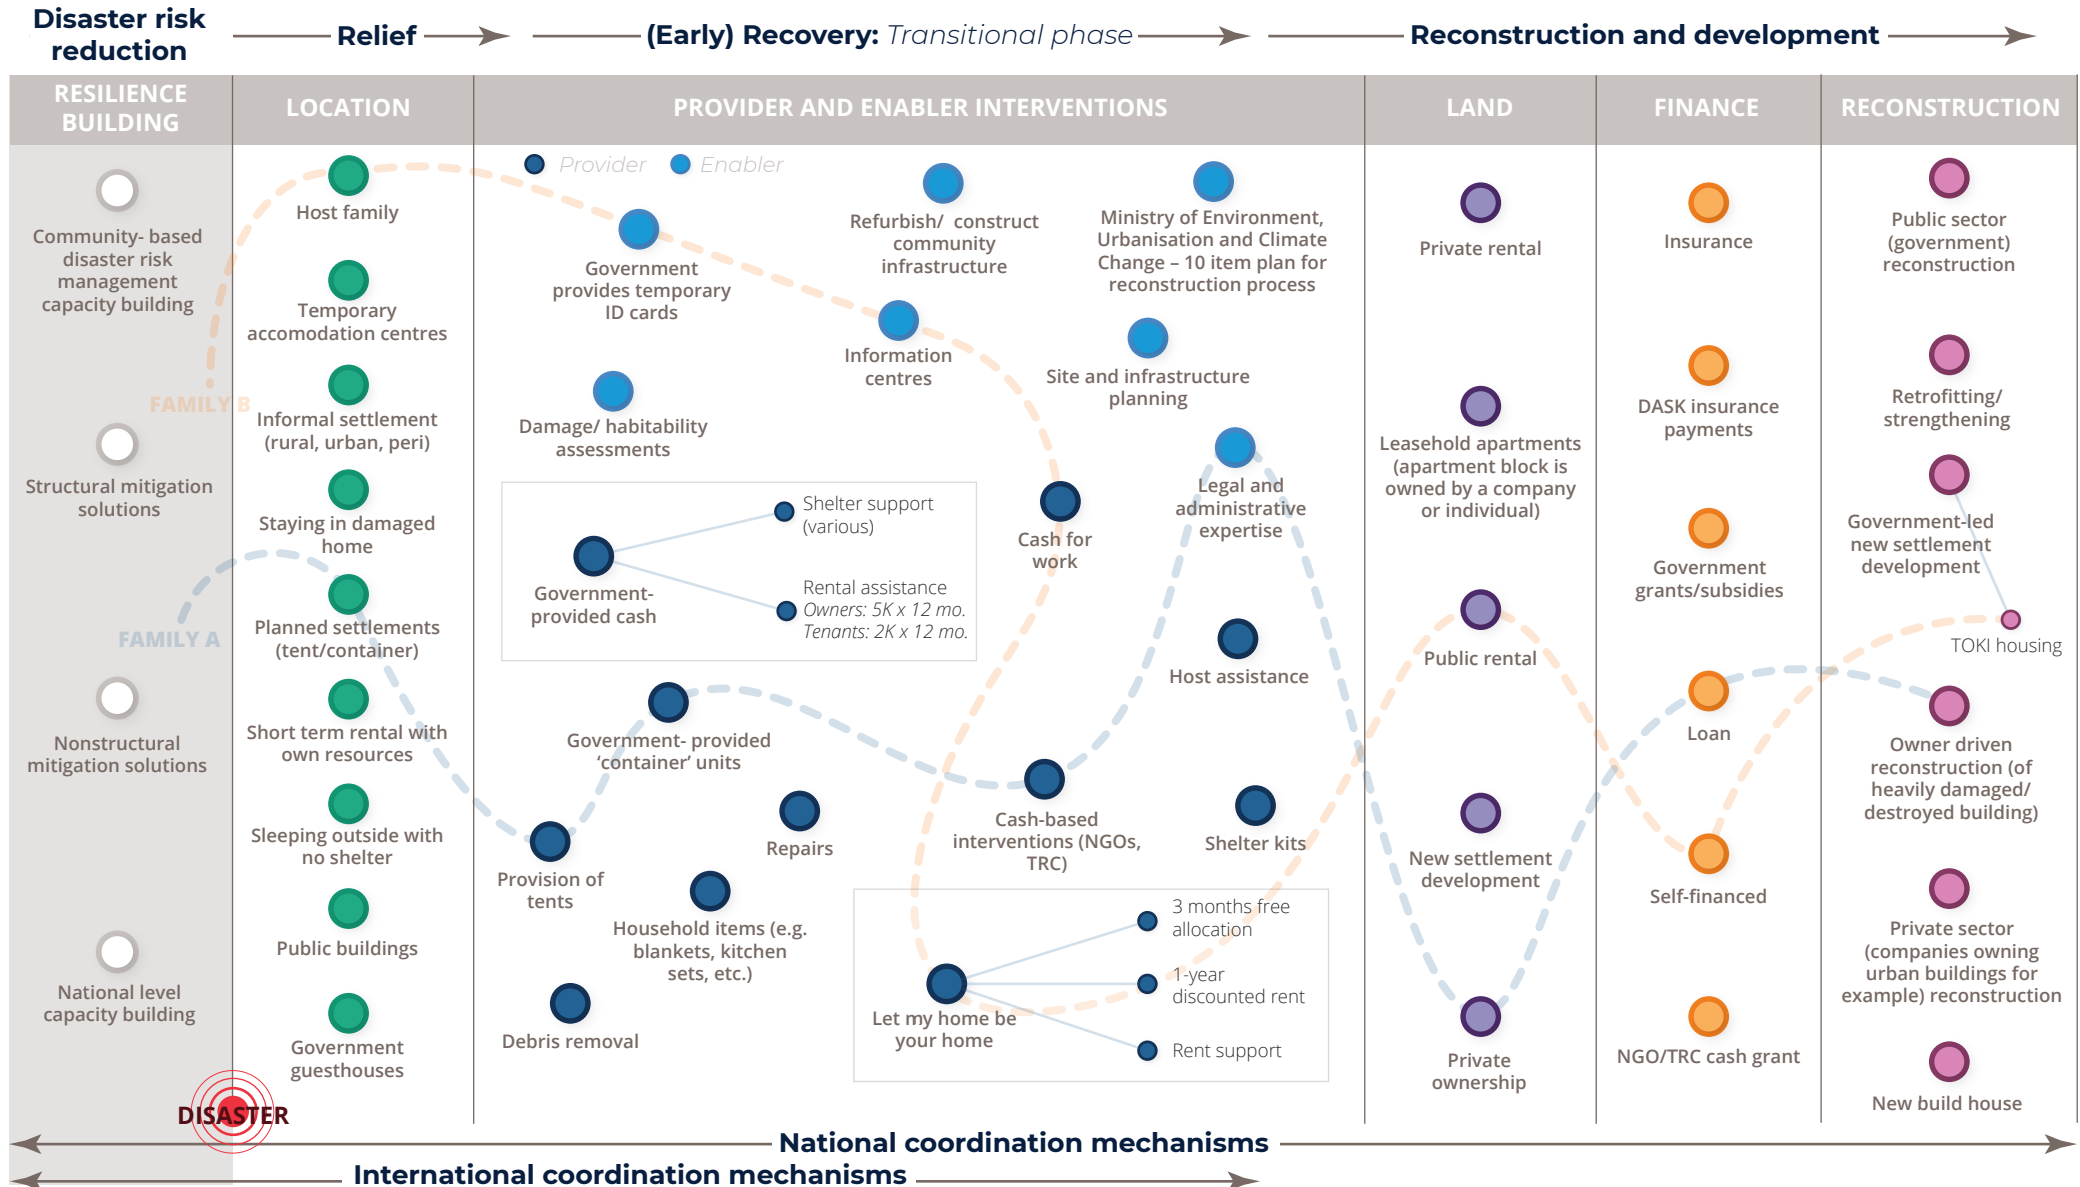 Disaster risk
reduction
Relief
(Early) Recovery: Transitional phase
Reconstruction and development
RESILIENCE
BUILDING
LOCATION
PROVIDER AND ENABLER INTERVENTIONS
LAND
FINANCE
RECONSTRUCTION
Community- based
disaster risk
management
capacity building
FAMILY B
Structural mitigation
solutions
FAMILY A
Nonstructural
mitigation solutions
National level
capacity building
DISASTER
Host family
Temporary
accomodation centres
Informal settlement
(rural, urban, peri)
Staying in damaged
home
Planned settlements
(tent/container)
Short term rental with
own resources
Sleeping outside with
no shelter
Public buildings
Government
guesthouses
Provider
Enabler
Government
provides temporary
ID cards
Refurbish/ construct
community
infrastructure
Ministry of Environment,
Urbanisation and Climate
Change – 10 item plan for
reconstruction process
Information
centres
Site and infrastructure
planning
Damage/ habitability
assessments
Legal and
administrative
expertise
Government-
provided cash
Shelter support
(various)
Rental assistance
Owners: 5K x 12 mo.
Tenants: 2K x 12 mo.
Cash for
work
Host assistance
Government- provided
‘container’ units
Cash-based
interventions (NGOs,
TRC)
Shelter kits
Repairs
Provision of
tents
Household items (e.g.
blankets, kitchen
sets, etc.)
Debris removal
Let my home be
your home
3 months free
allocation
1-year
discounted rent
Rent support
Private rental
Leasehold apartments
(apartment block is
owned by a company
or individual)
Public rental
New settlement
development
Private
ownership
Insurance
DASK insurance
payments
Government
grants/subsidies
Loan
Self-financed
NGO/TRC cash grant
Public sector
(government)
reconstruction
Retrofitting/
strengthening
Government-led
new settlement
development
TOKI housing
Owner driven
reconstruction (of
heavily damaged/
destroyed building)
Private sector
(companies owning
urban buildings for
example) reconstruction
New build house
National coordination mechanisms
International coordination mechanisms